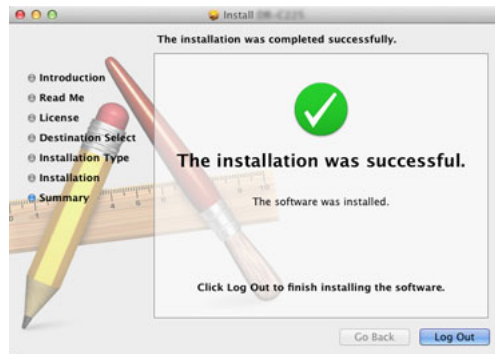 Install
The installation was completed successfully.
Introduction
Read Me
License
Destination Select
Installation Type
Installation
Summary
The installation was successful.
The software was installed.
Click Log Out to finish installing the software.
Go Back
Log Out